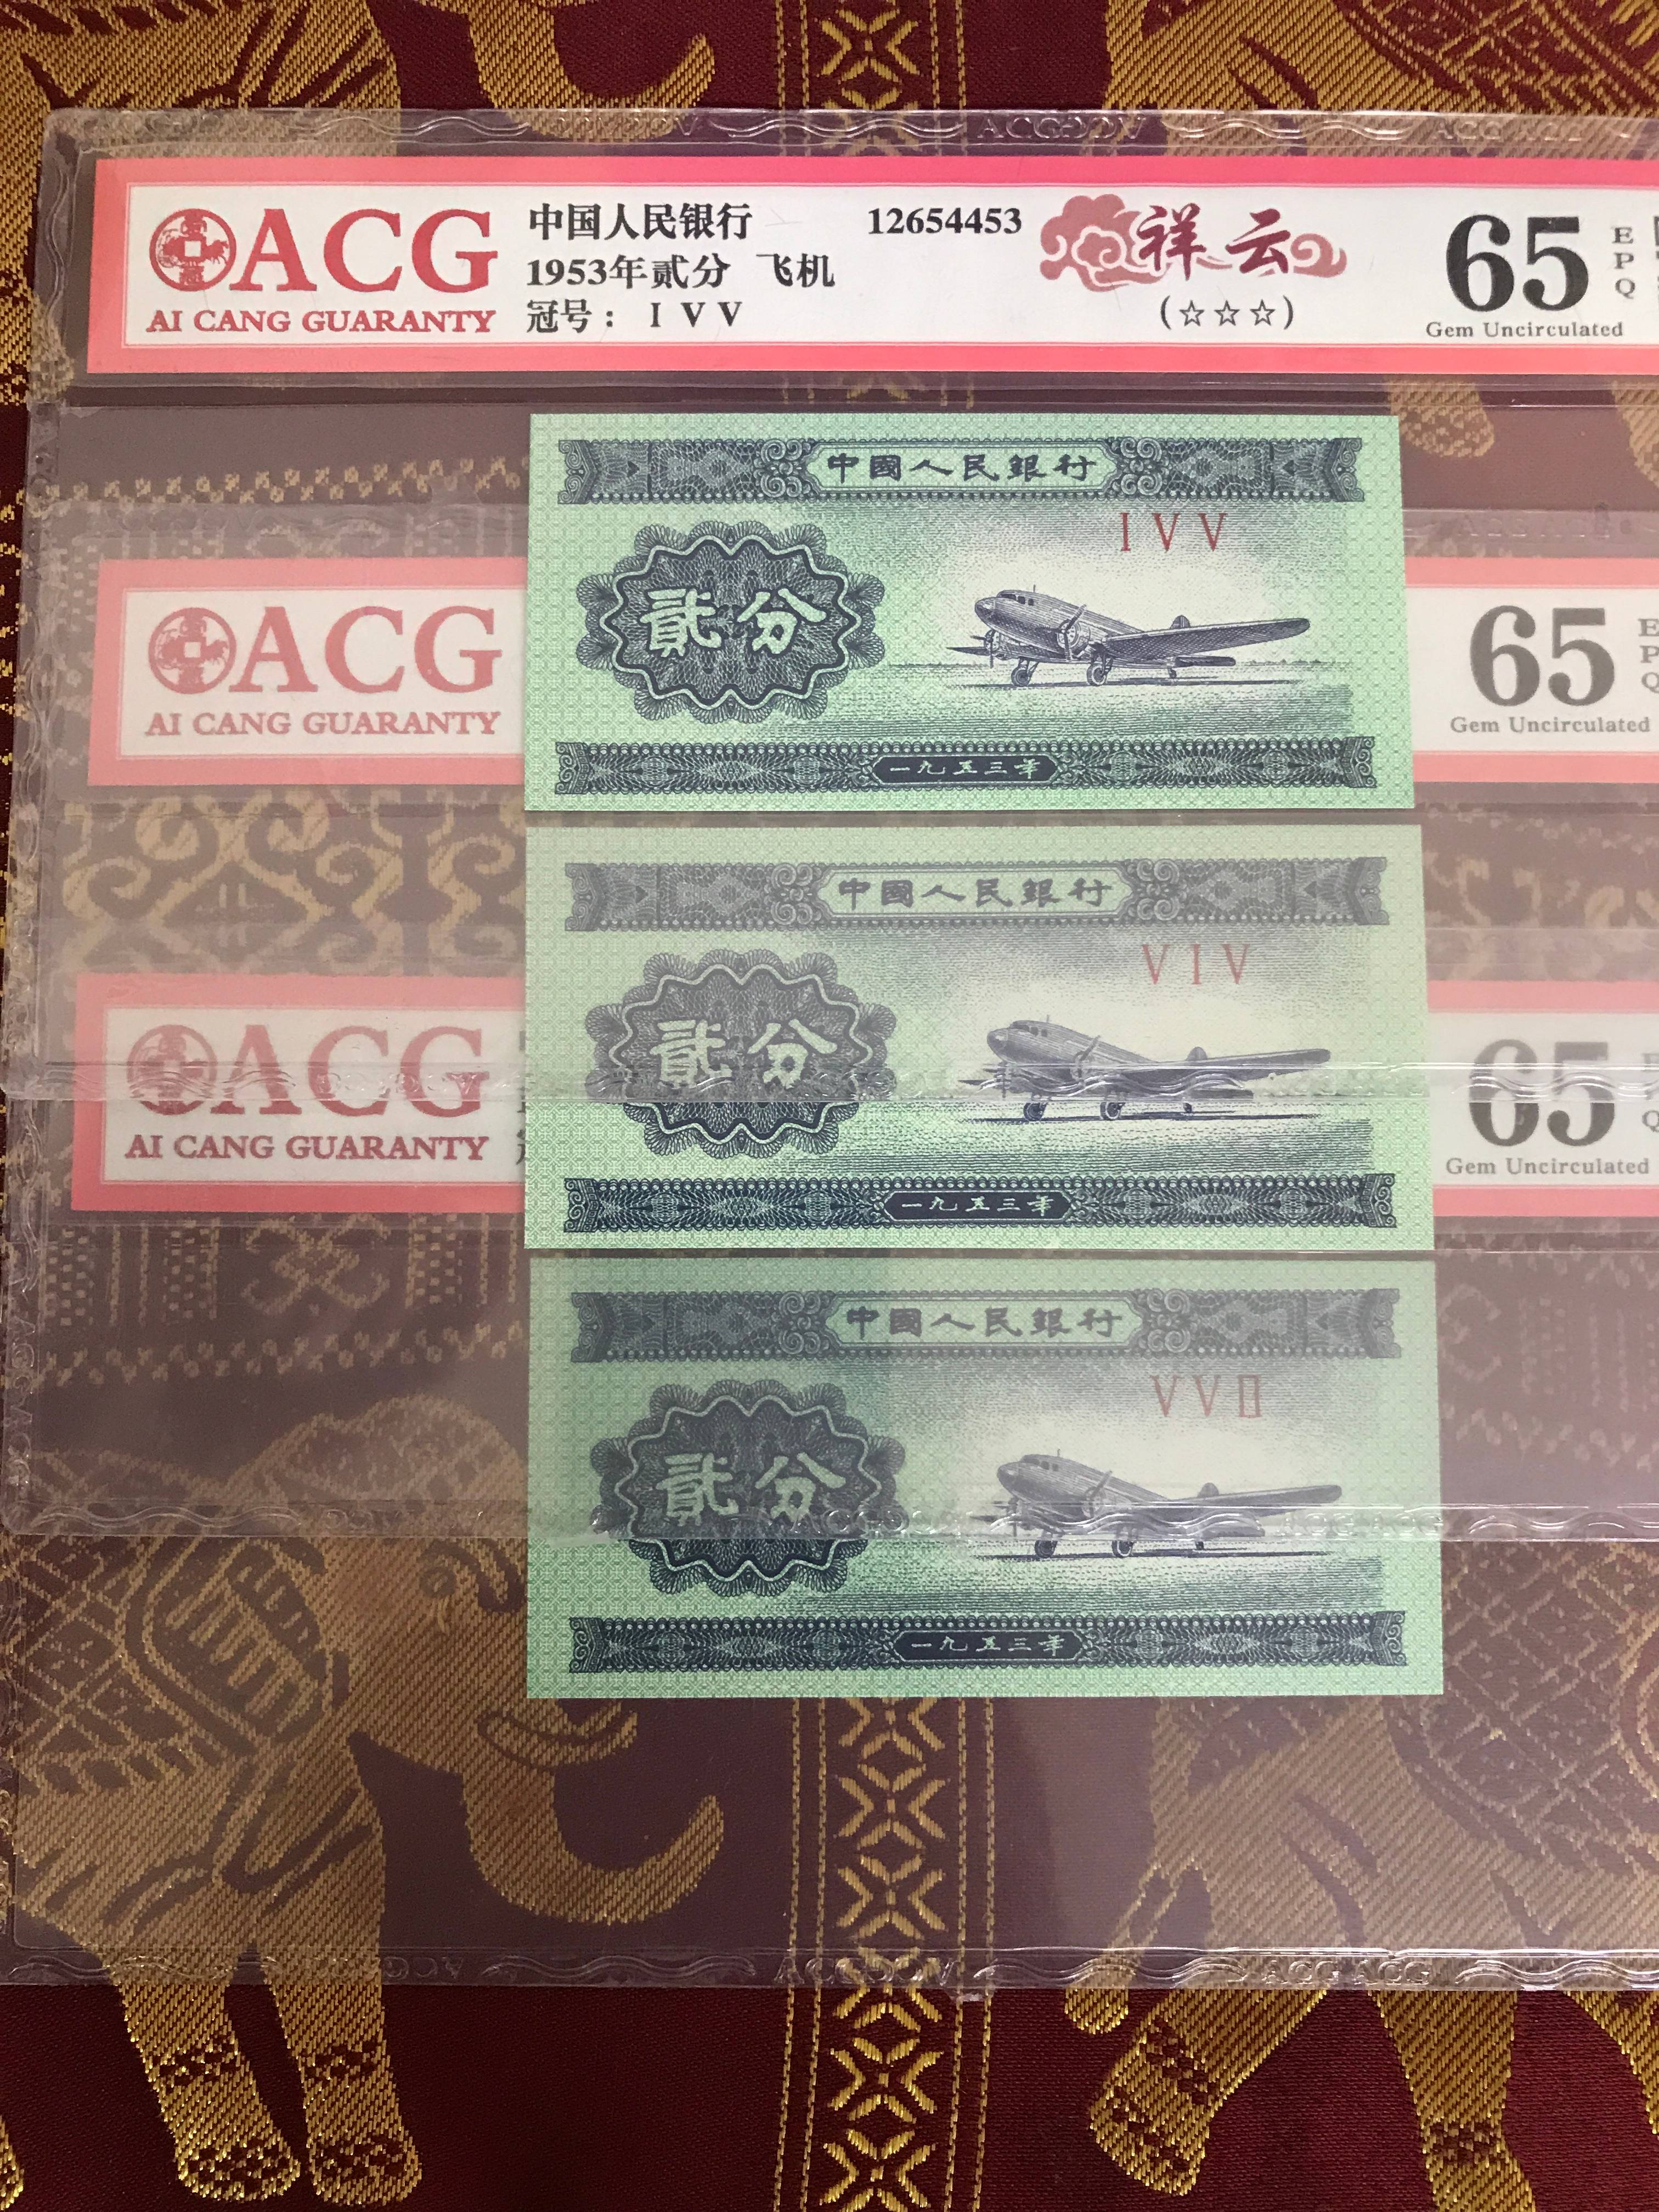 ACG
AI CANG GUARANTY
中国人民银行 12654453
1953年贰分 飞机
冠号： I V V
祥云
(☆☆☆)
65
EPQ
Gem Uncirculated
中國人民銀行
I V V
貳分
一九五三年
ACG
AI CANG GUARANTY
65
EPQ
Gem Uncirculated
中國人民銀行
V I V
貳分
一九五三年
ACG
AI CANG GUARANTY
65
Gem Uncirculated
中國人民銀行
V V II
貳分
一九五三年
ACG ACG